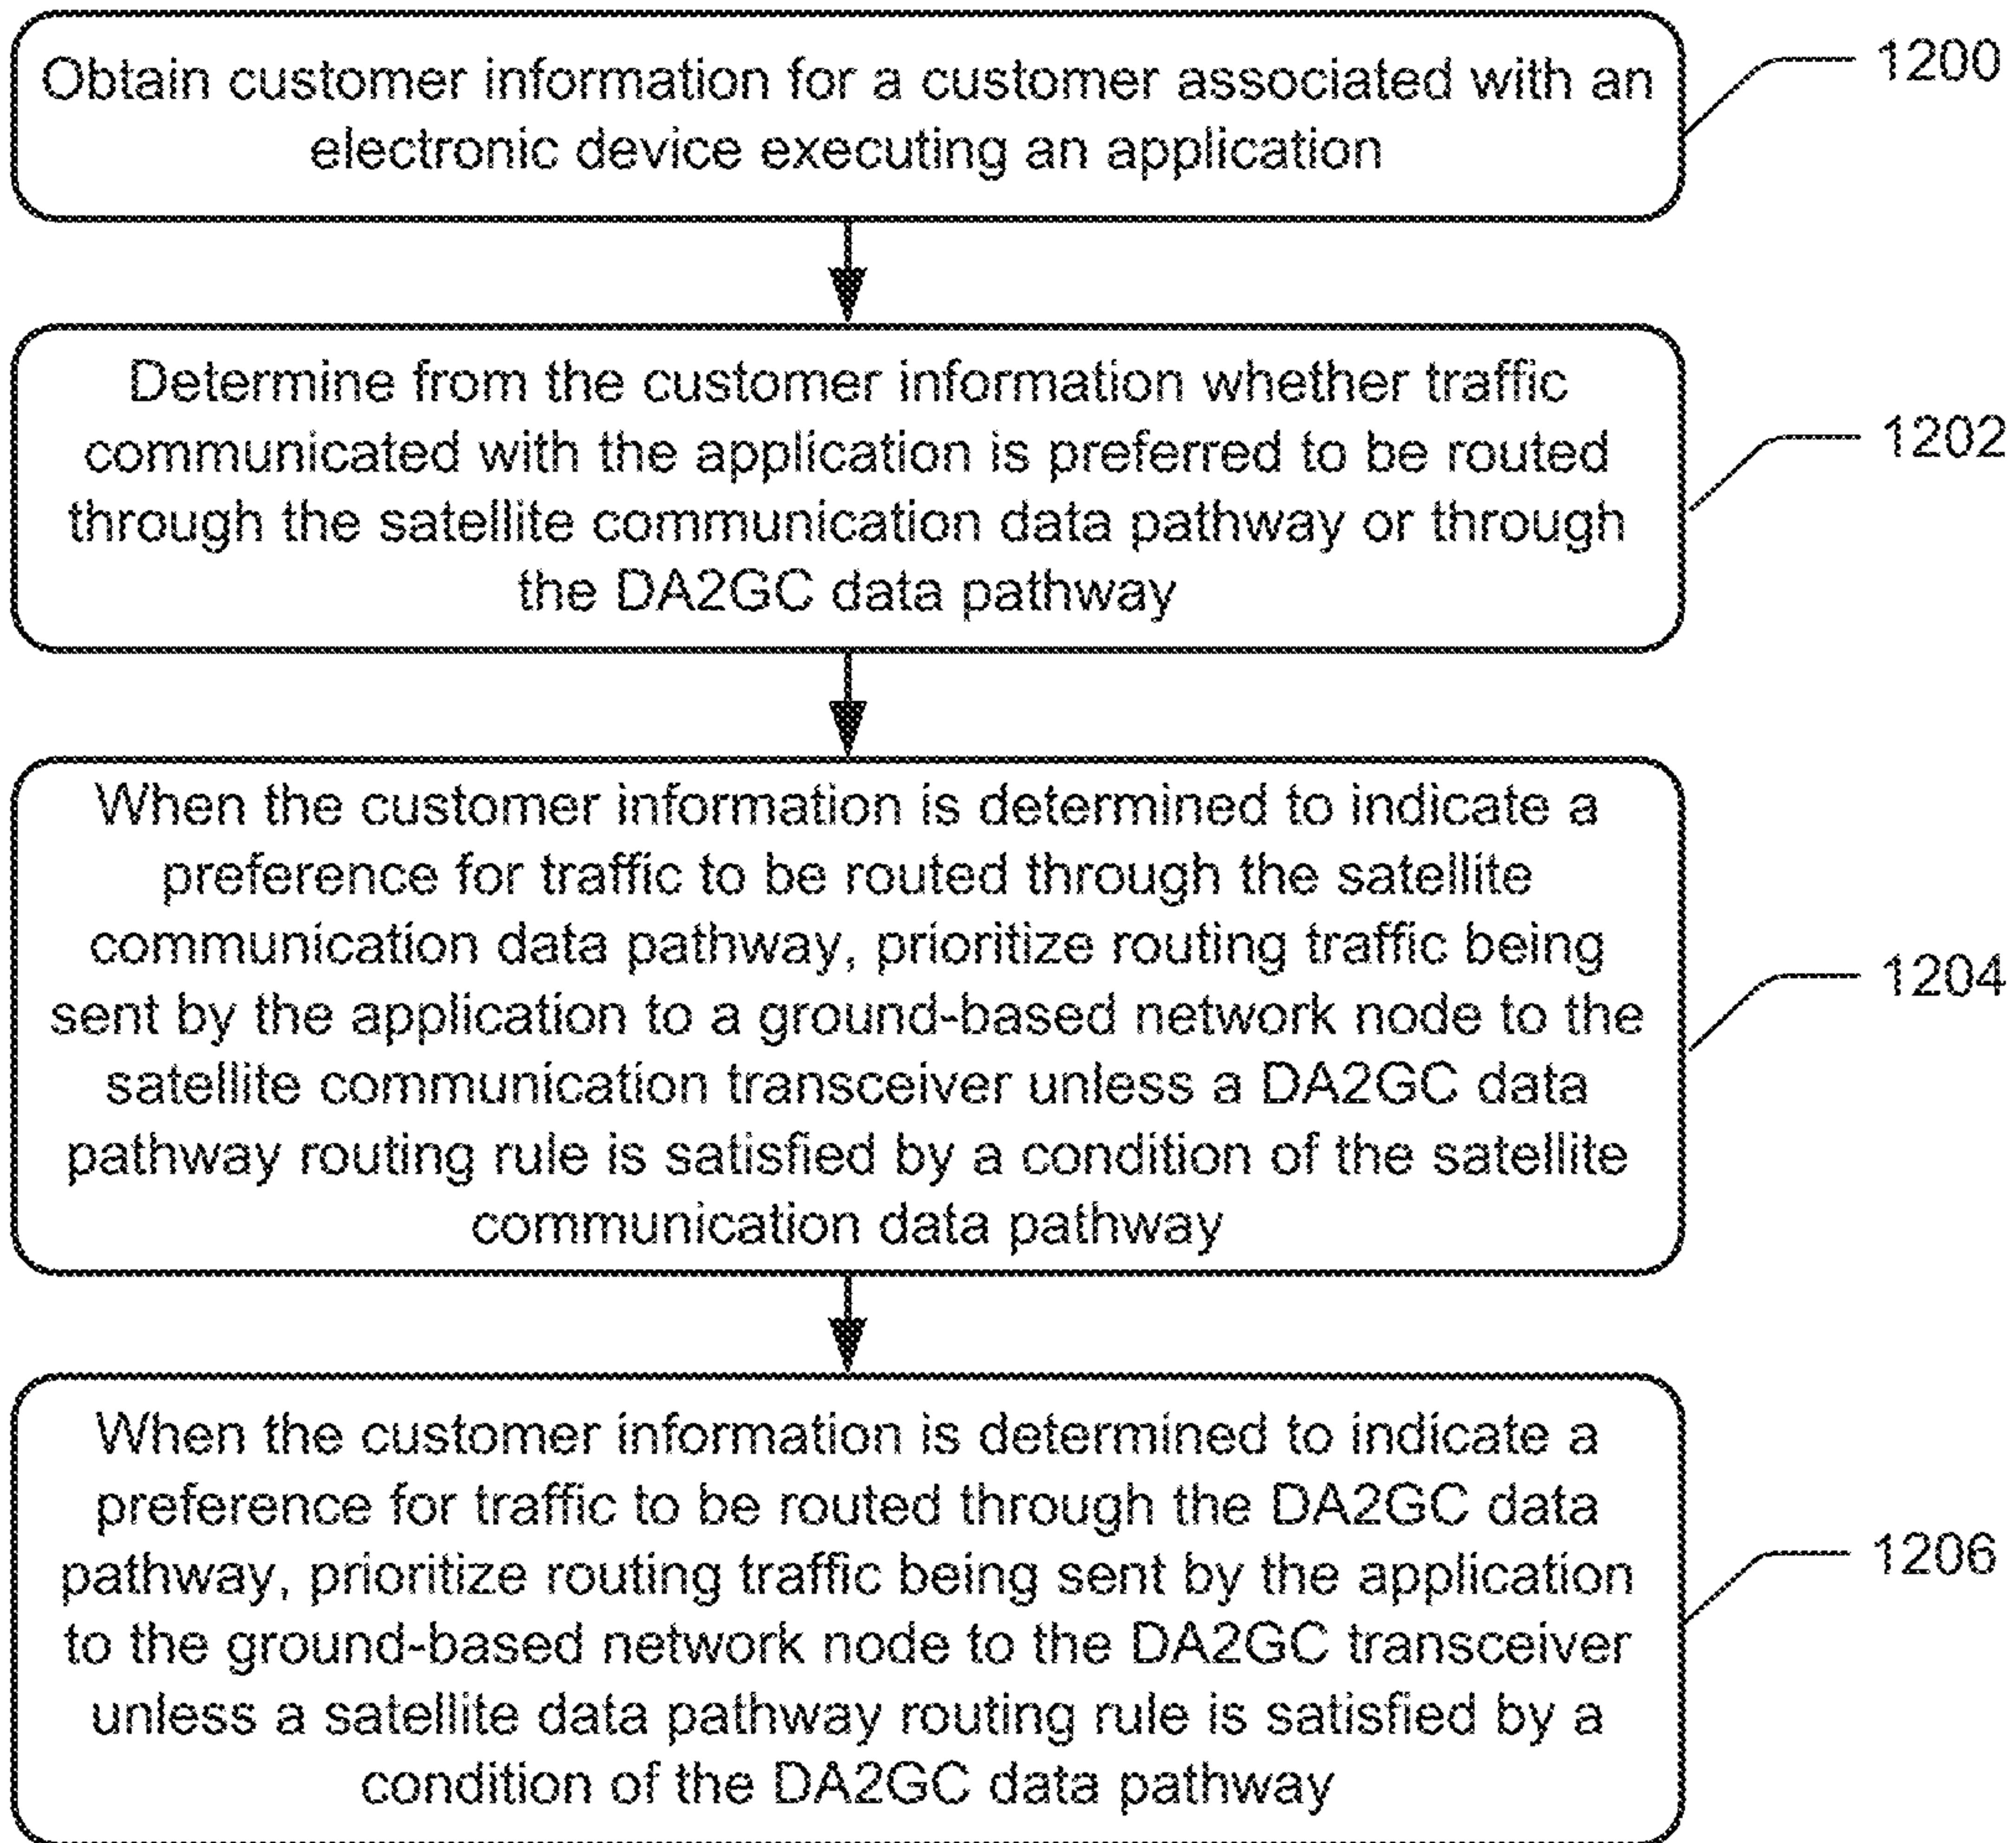 Obtain customer information for a customer associated with an
electronic device executing an application
1200
Determine from the customer information whether traffic
communicated with the application is preferred to be routed
through the satellite communication data pathway or through
the DA2GC data pathway
1202
When the customer information is determined to indicate a
preference for traffic to be routed through the satellite
communication data pathway, prioritize routing traffic being
sent by the application to a ground-based network node to the
satellite communication transceiver unless a DA2GC data
pathway routing rule is satisfied by a condition of the satellite
communication data pathway
1204
When the customer information is determined to indicate a
preference for traffic to be routed through the DA2GC data
pathway, prioritize routing traffic being sent by the application
to the ground-based network node to the DA2GC transceiver
unless a satellite data pathway routing rule is satisfied by a
condition of the DA2GC data pathway
1206